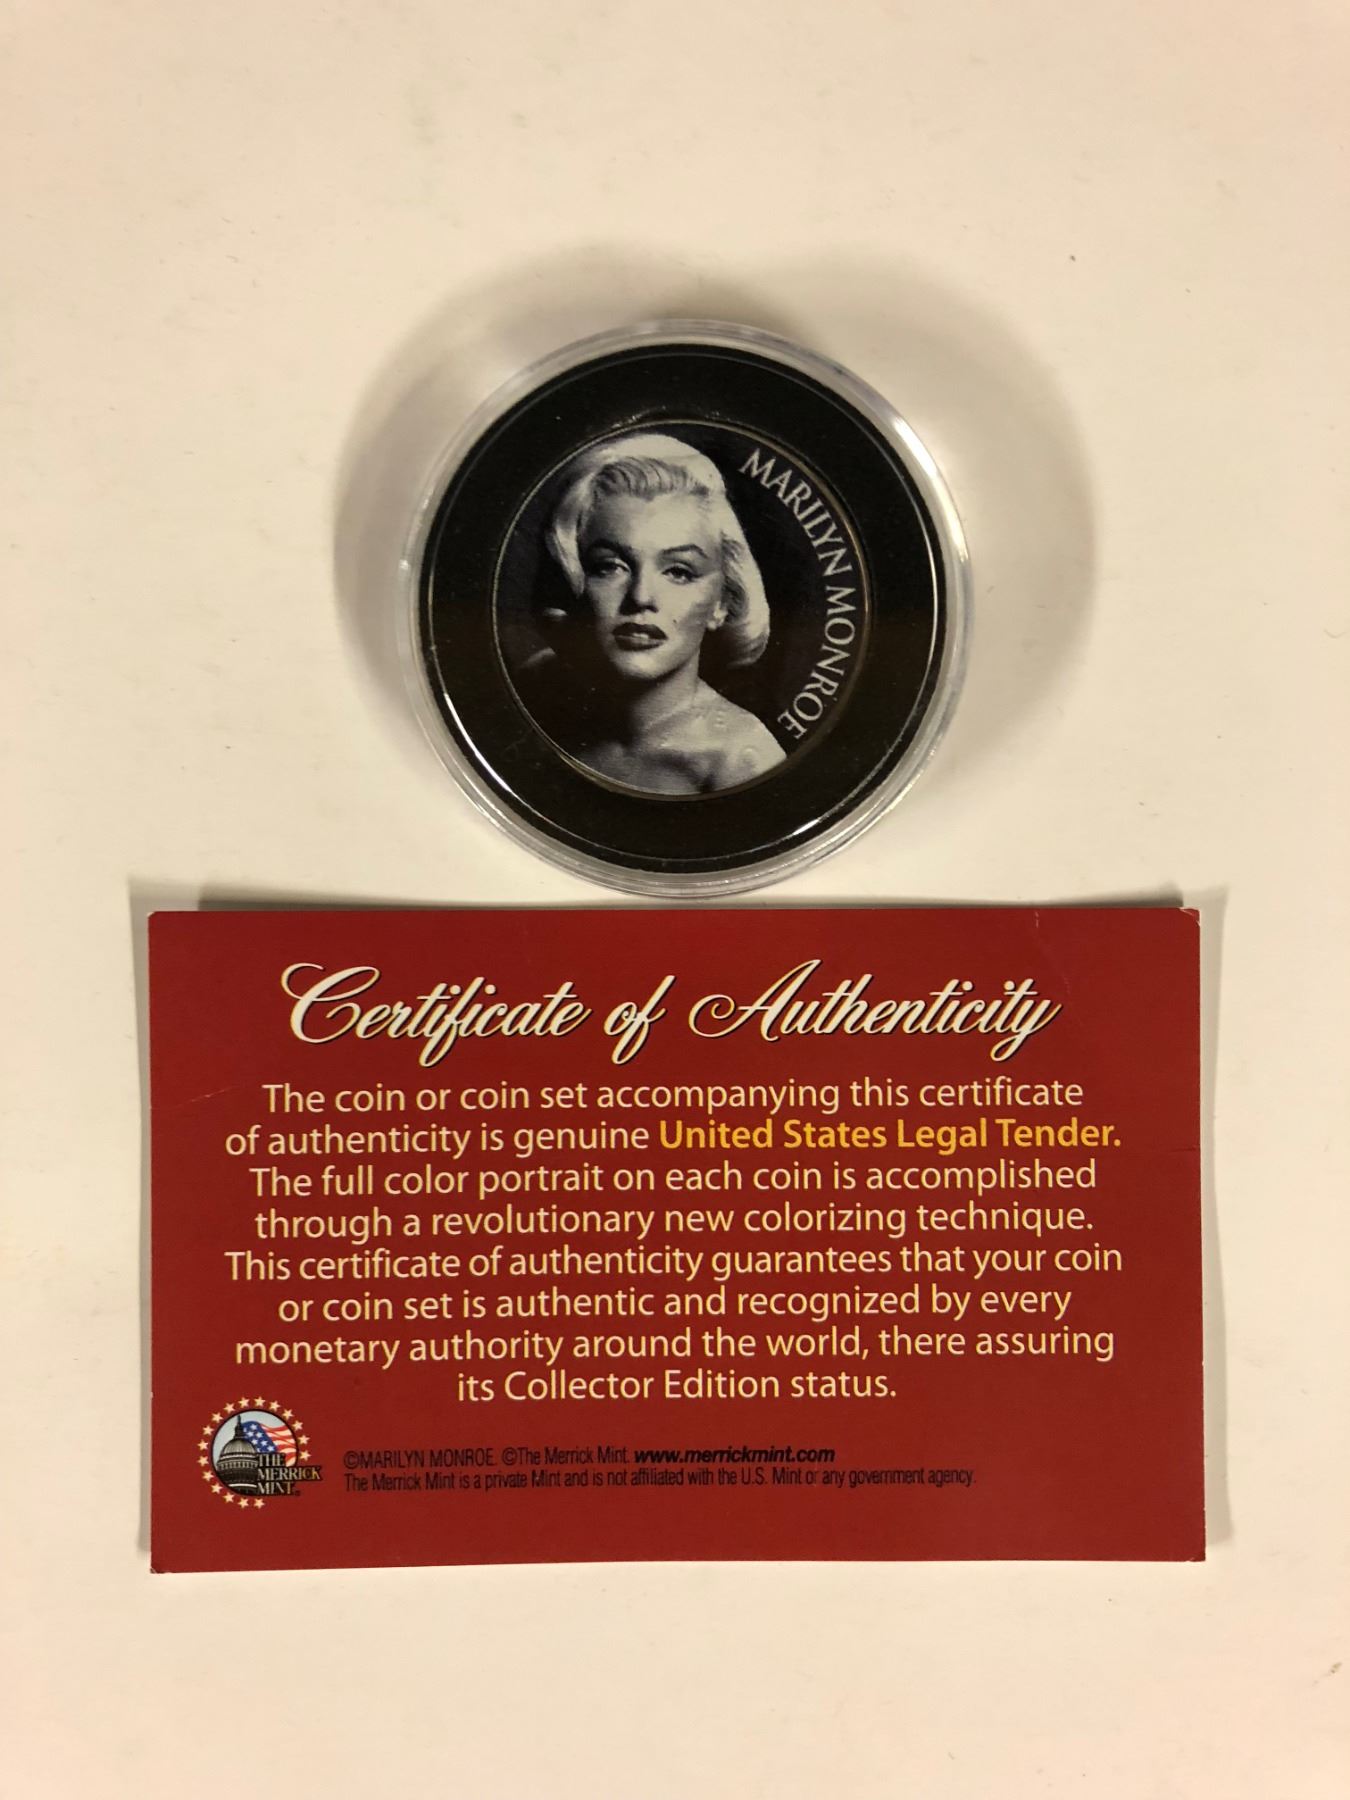 MARILYN MONROE
Certificate of Authenticity
The coin or coin set accompanying this certificate
of authenticity is genuine United States Legal Tender.
The full color portrait on each coin is accomplished
through a revolutionary new colorizing technique.
This certificate of authenticity guarantees that your coin
or coin set is authentic and recognized by every
monetary authority around the world, there assuring
its Collector Edition status.
THE
MERRICK
MINT
©MARILYN MONROE. ©The Merrick Mint. www.merrickmint.com
The Merrick Mint is a private Mint and is not affiliated with the U.S. Mint or any government agency.